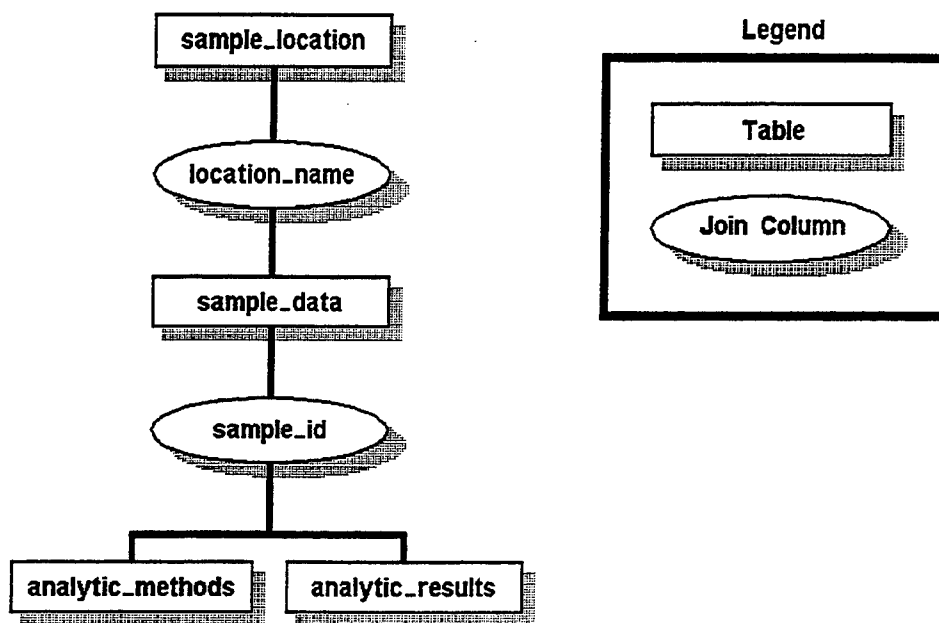 sample_location
location_name
sample_data
sample_id
analytic_methods
analytic_results
Legend
Table
Join Column